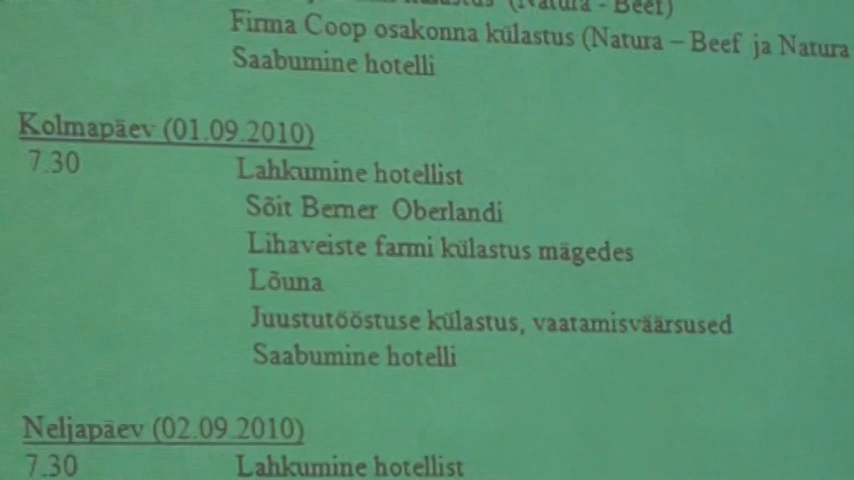 (Natura - Beef)
Firma Coop osakonna külastus (Natura – Beef ja Natura
Saabumine hotelli
Kolmapäev (01.09.2010)
7.30 Lahkumine hotellist
Sõit Berner Oberlandi
Lihaveiste farmi külastus mägedes
Lõuna
Juustutööstuse külastus, vaatamisväärsused
Saabumine hotelli
Neljapäev (02.09.2010)
7.30 Lahkumine hotellist